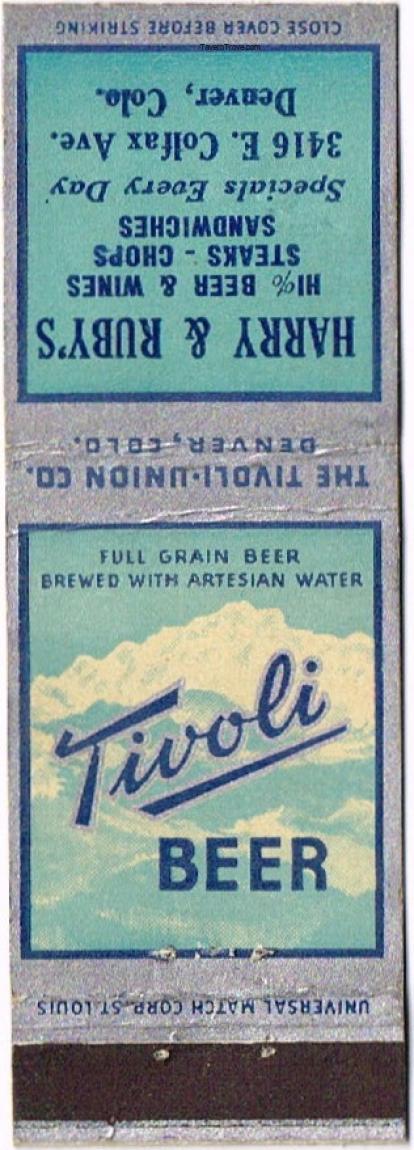 CLOSE COVER BEFORE STRIKING
TavernTrove.com
HARRY & RUBY'S
HI% BEER & WINES
STEAKS - CHOPS
SANDWICHES
Specials Every Day
3416 E. Colfax Ave.
Denver, Colo.
THE TIVOLI-UNION CO.
DENVER, COLO.
FULL GRAIN BEER
BREWED WITH ARTESIAN WATER
Tivoli
BEER
UNIVERSAL MATCH CORP. ST. LOUIS